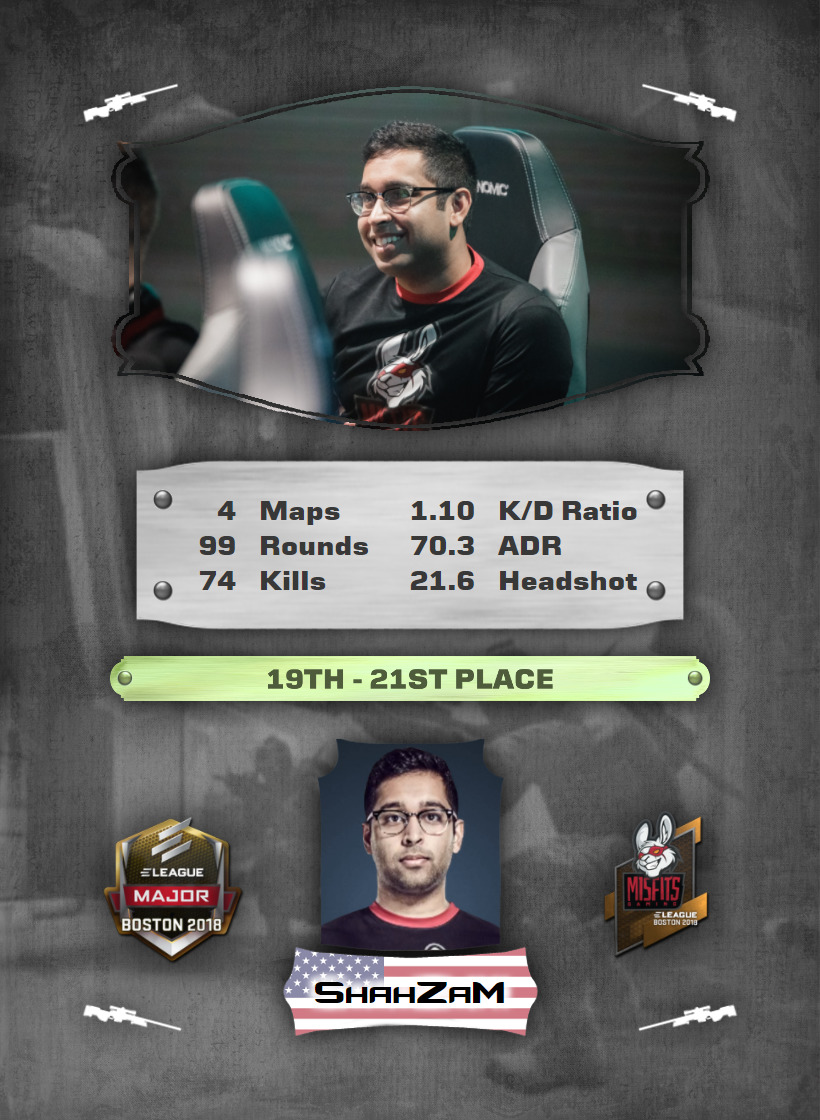 NOMIC
4 Maps 1.10 K/D Ratio
99 Rounds 70.3 ADR
74 Kills 21.6 Headshot
19TH - 21ST PLACE
ELEAGUE
MAJOR
BOSTON 2018
MISFITS
GAMING
ELEAGUE
BOSTON 2018
SHAHZAM